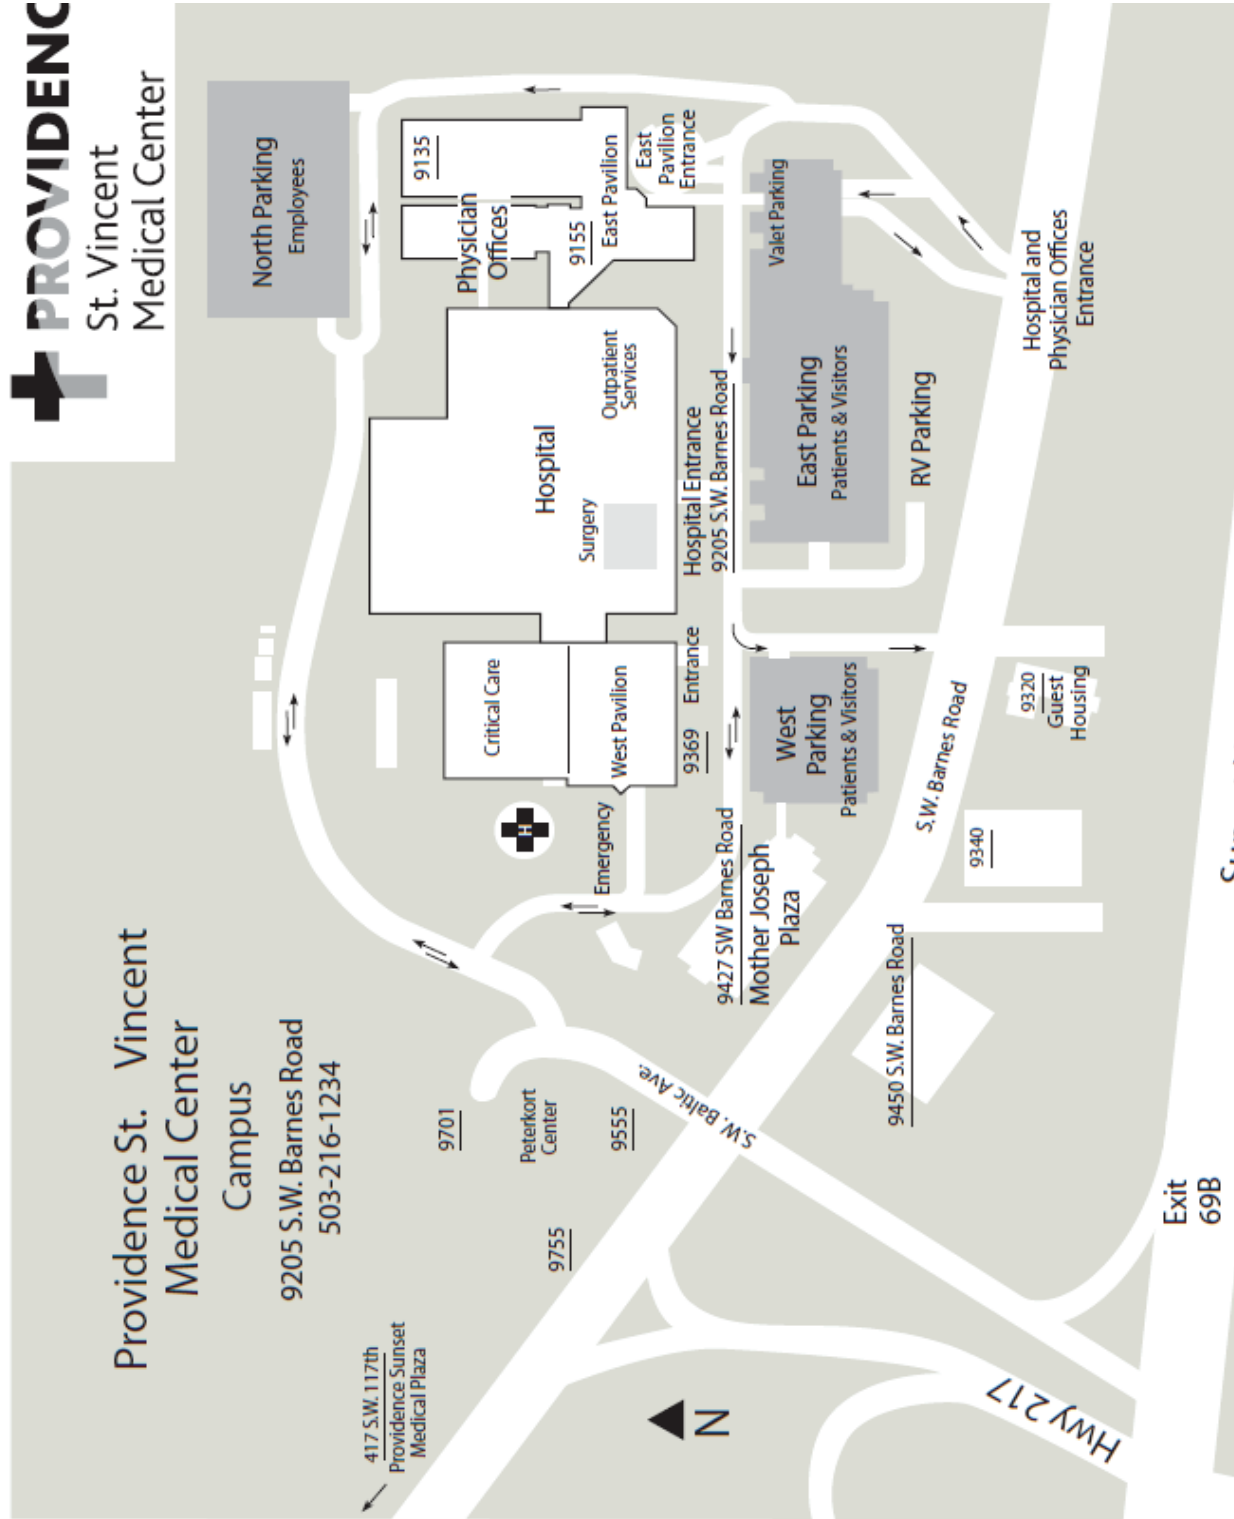 PROVIDENC
St. Vincent
Medical Center
Providence St. Vincent
Medical Center
Campus
9205 S.W. Barnes Road
503-216-1234
North Parking
Employees
9135
Physician
Offices
9155
East Pavilion
East
Pavilion
Entrance
Valet Parking
Hospital
Outpatient
Services
Surgery
Hospital Entrance
9205 S.W. Barnes Road
East Parking
Patients & Visitors
RV Parking
Hospital and
Physician Offices
Entrance
Critical Care
West Pavilion
Entrance
9369
H
Emergency
West
Parking
Patients & Visitors
9427 SW Barnes Road
Mother Joseph
Plaza
S.W. Barnes Road
9320
Guest
Housing
9340
9450 S.W. Barnes Road
S.W. Baltic Ave.
9701
Peterkort
Center
9555
9755
417 S.W. 117th
Providence Sunset
Medical Plaza
N
Hwy 217
Exit
69B